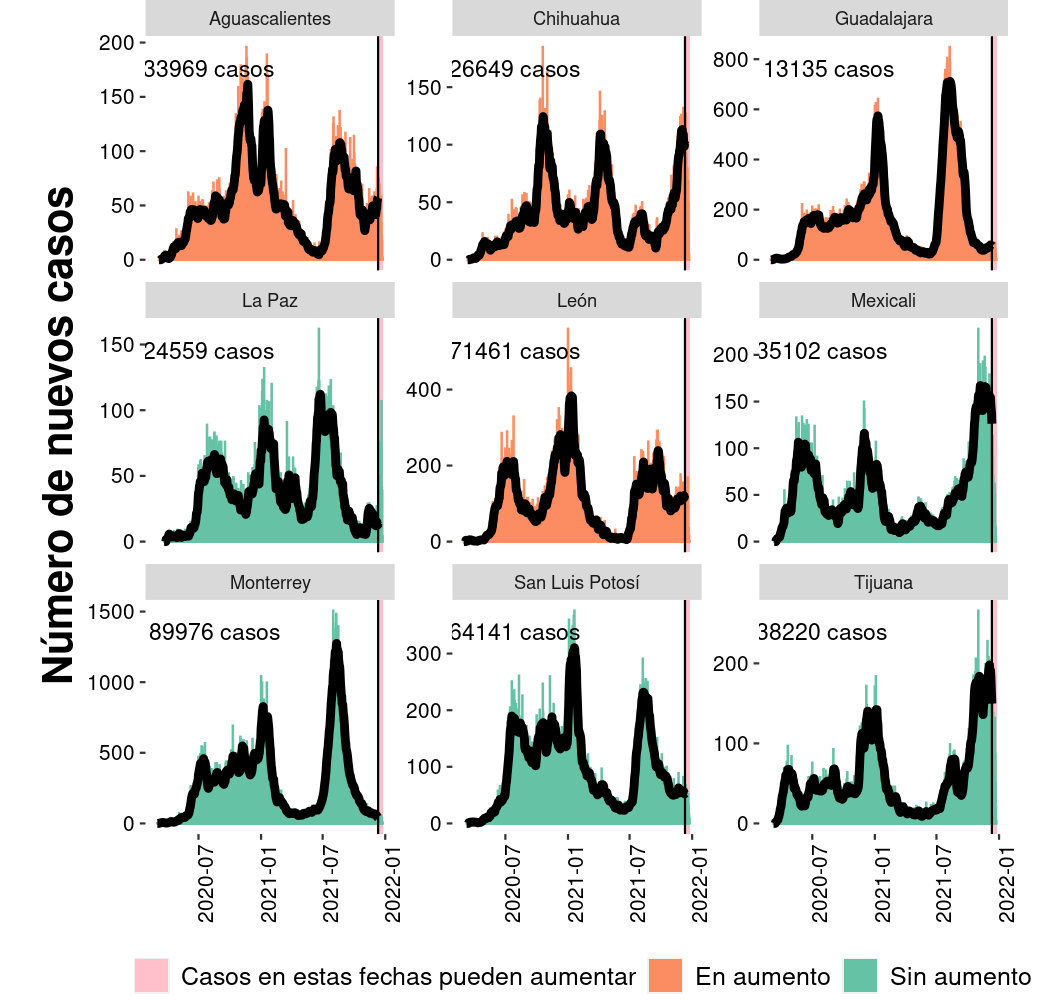 Número de nuevos casos
Aguascalientes
Chihuahua
Guadalajara
200
150
100
50
0
33969 casos
150
100
50
0
26649 casos
800
600
400
200
0
13135 casos
La Paz
León
Mexicali
150
100
50
0
24559 casos
400
200
0
71461 casos
200
150
100
50
0
35102 casos
Monterrey
San Luis Potosí
Tijuana
1500
1000
500
0
89976 casos
300
200
100
0
64141 casos
200
100
0
38220 casos
2020-07
2021-01
2021-07
2022-01
2020-07
2021-01
2021-07
2022-01
2020-07
2021-01
2021-07
2022-01
Casos en estas fechas pueden aumentar
En aumento
Sin aumento